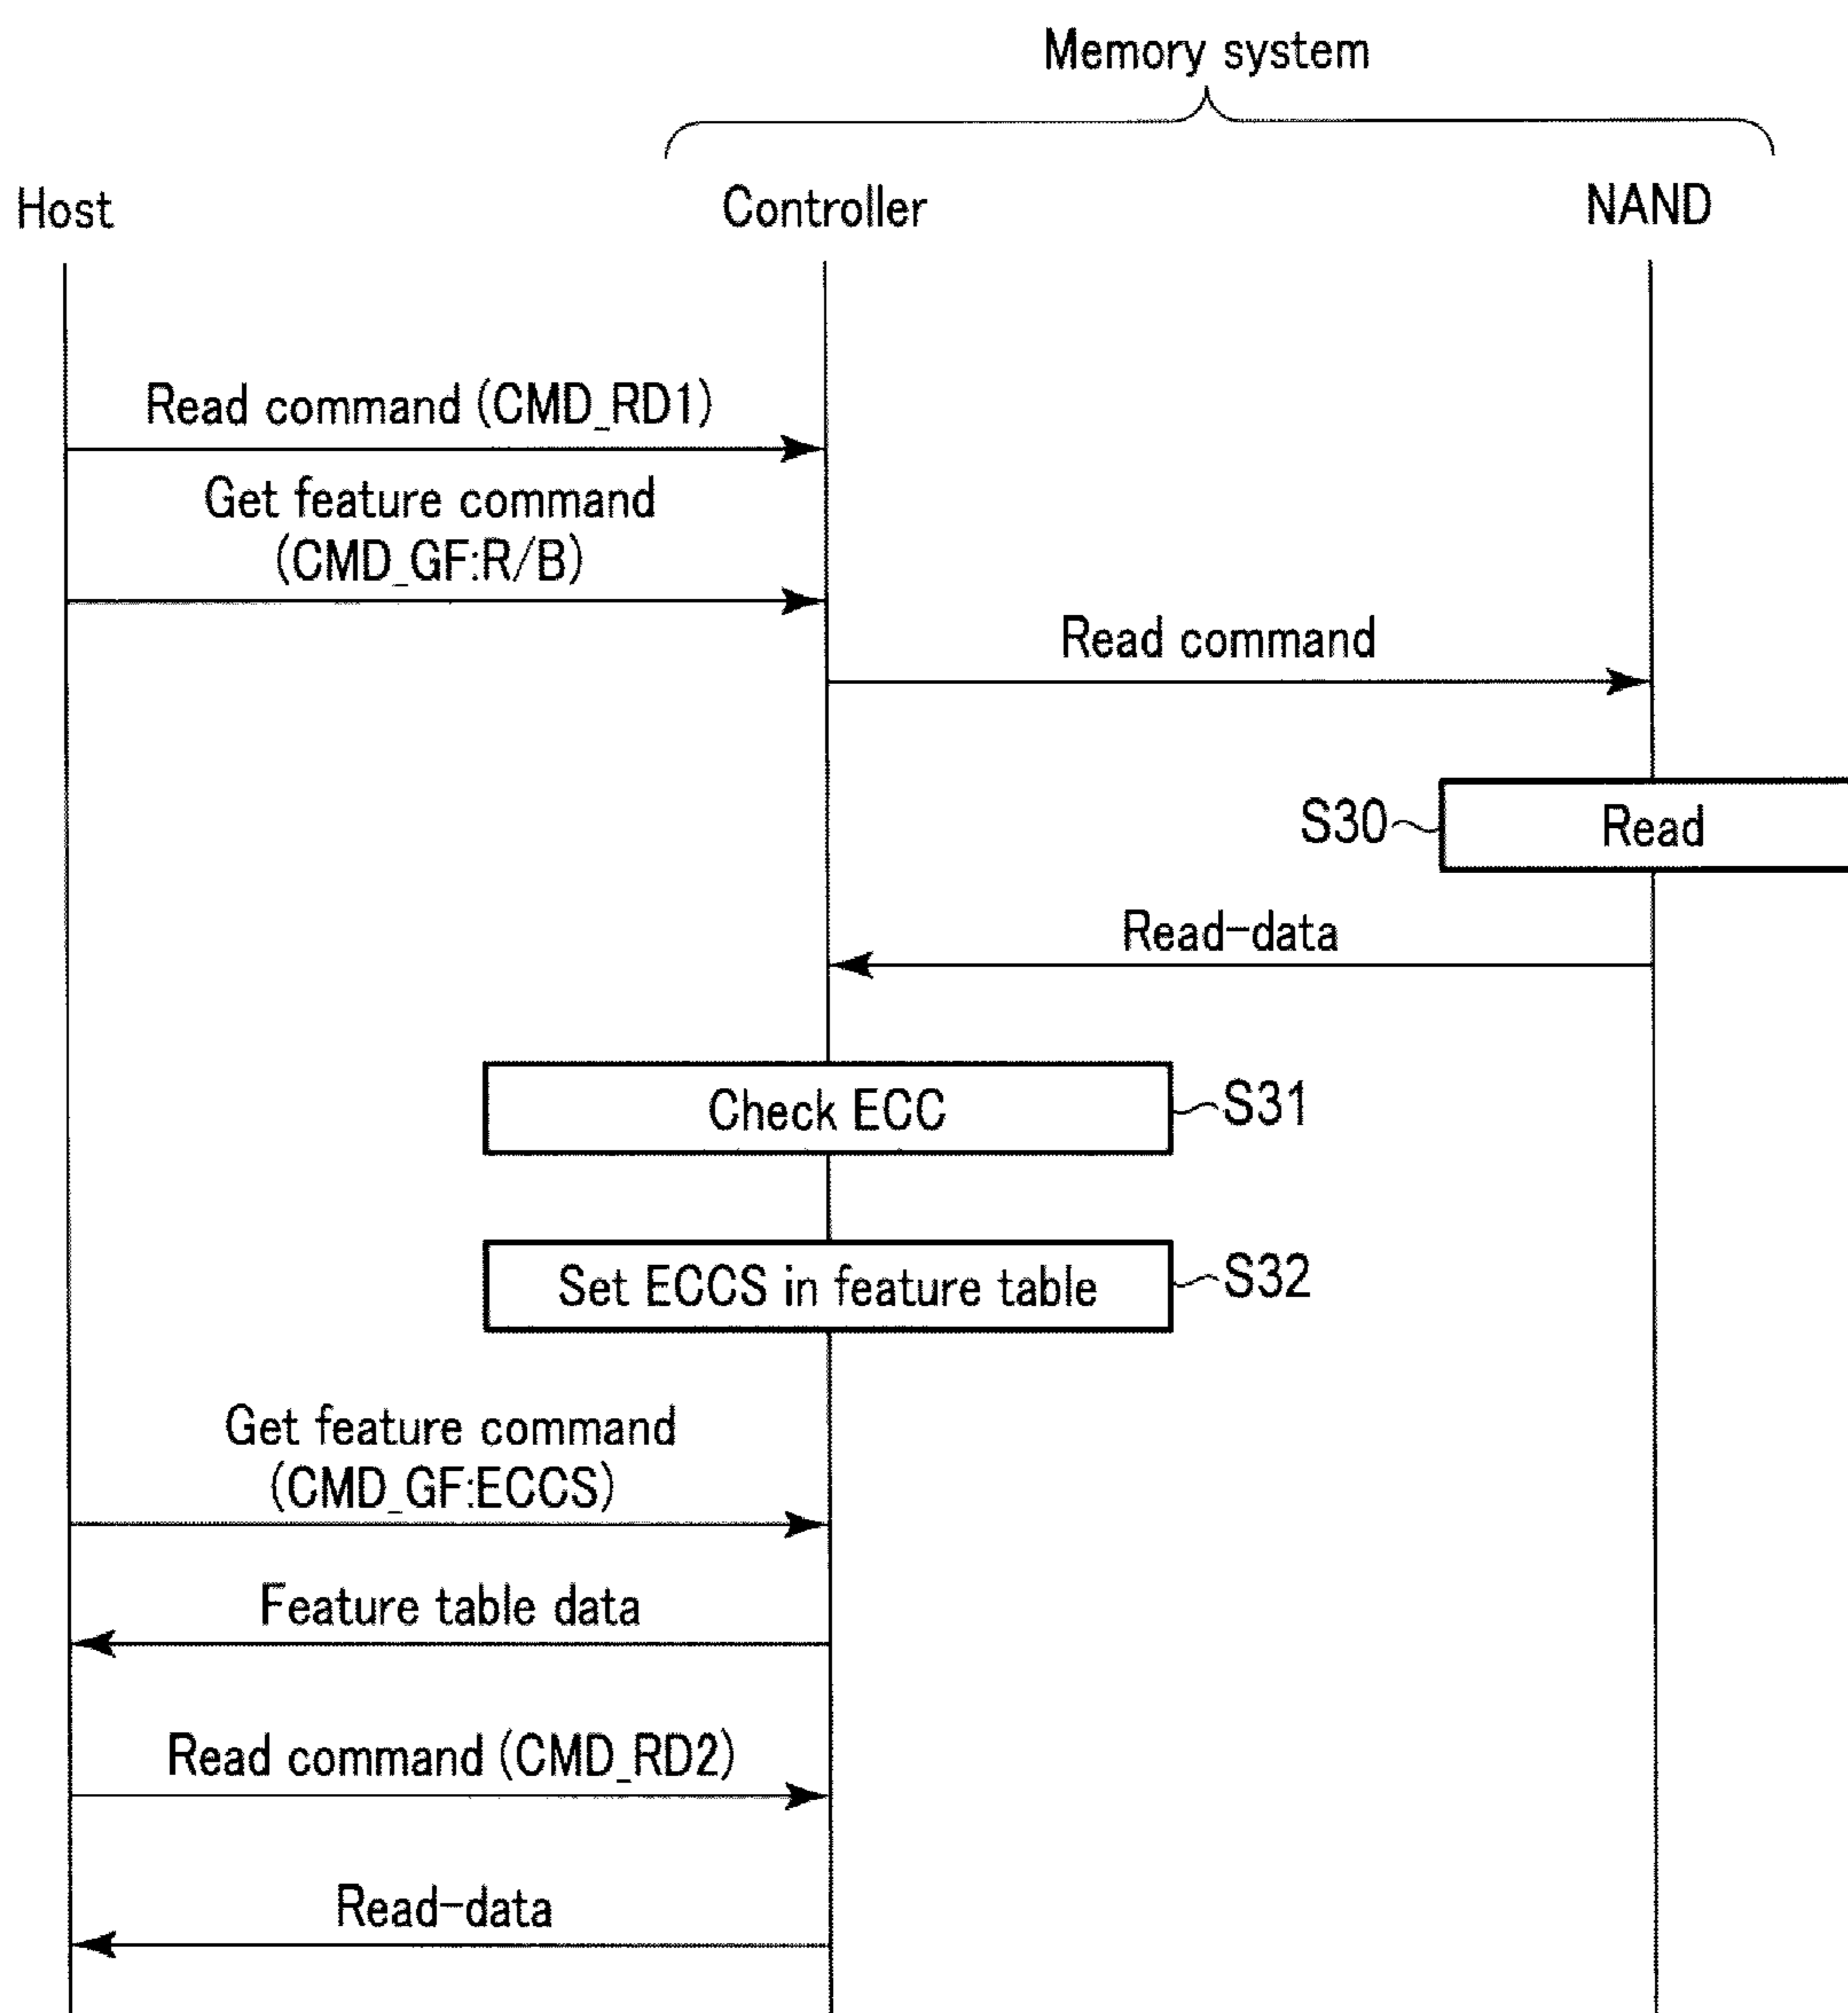 Memory system
Host
Controller
NAND
Read command (CMD_RD1)
Get feature command
(CMD_GF:R/B)
Read command
S30
Read
Read-data
Check ECC
S31
Set ECCS in feature table
S32
Get feature command
(CMD_GF:ECCS)
Feature table data
Read command (CMD_RD2)
Read-data